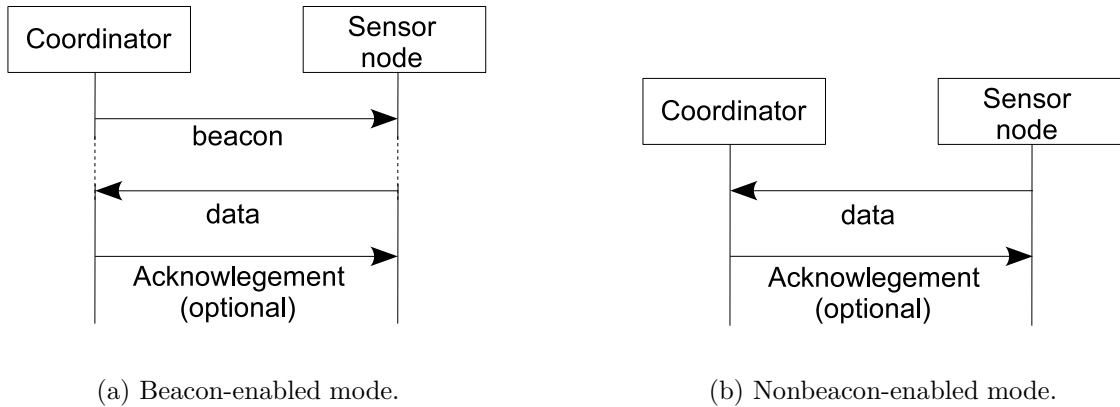 Coordinator
Sensor
node
beacon
data
Acknowlegement
(optional)
(a) Beacon-enabled mode.
Coordinator
Sensor
node
data
Acknowlegement
(optional)
(b) Nonbeacon-enabled mode.